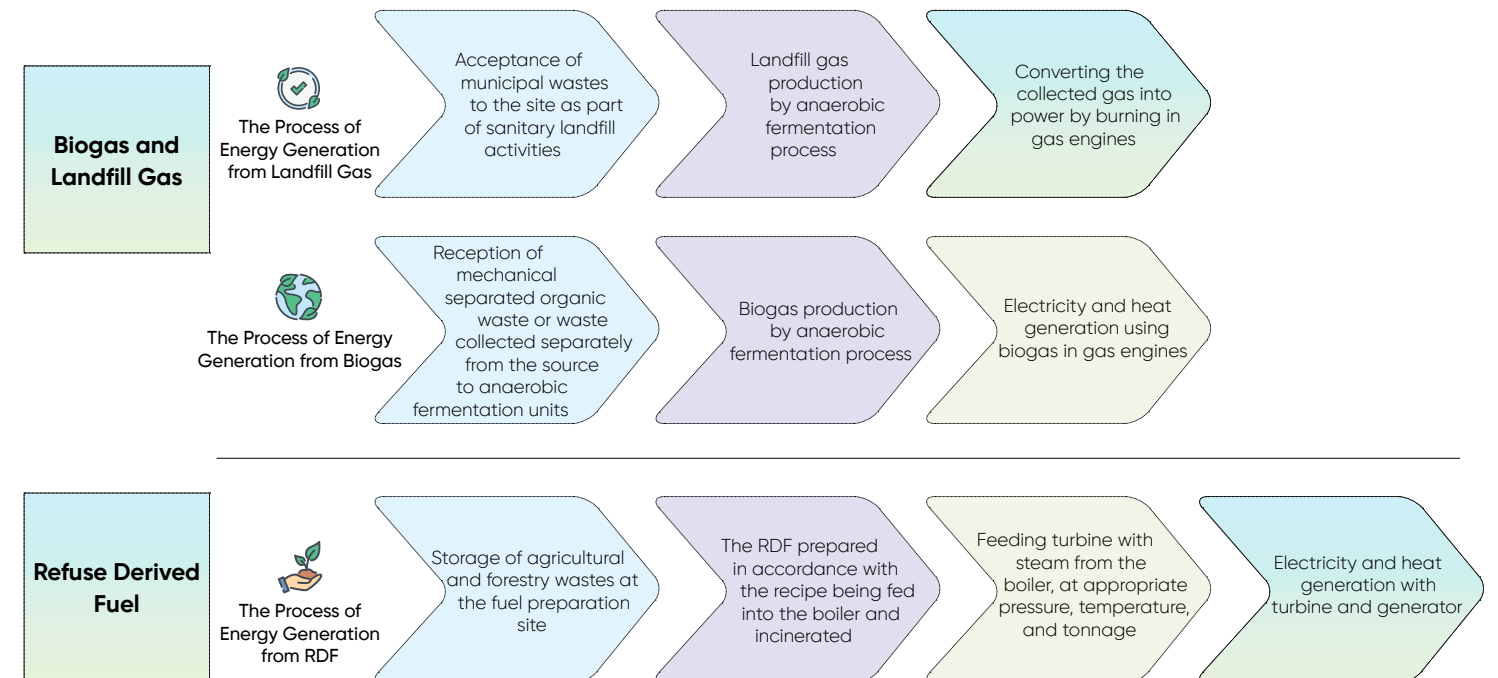 Biogas and
Landfill Gas
The Process of
Energy Generation
from Landfill Gas
Acceptance of
municipal wastes
to the site as part
of sanitary landfill
activities
Landfill gas
production
by anaerobic
fermentation
process
Converting the
collected gas into
power by burning in
gas engines
The Process of Energy
Generation from Biogas
Reception of
mechanical
separated organic
waste or waste
collected separately
from the source
to anaerobic
fermentation units
Biogas production
by anaerobic
fermentation process
Electricity and heat
generation using
biogas in gas engines
Refuse Derived
Fuel
The Process of
Energy Generation
from RDF
Storage of agricultural
and forestry wastes at
the fuel preparation
site
The RDF prepared
in accordance with
the recipe being fed
into the boiler and
incinerated
Feeding turbine with
steam from the
boiler, at appropriate
pressure, temperature,
and tonnage
Electricity and heat
generation with
turbine and generator